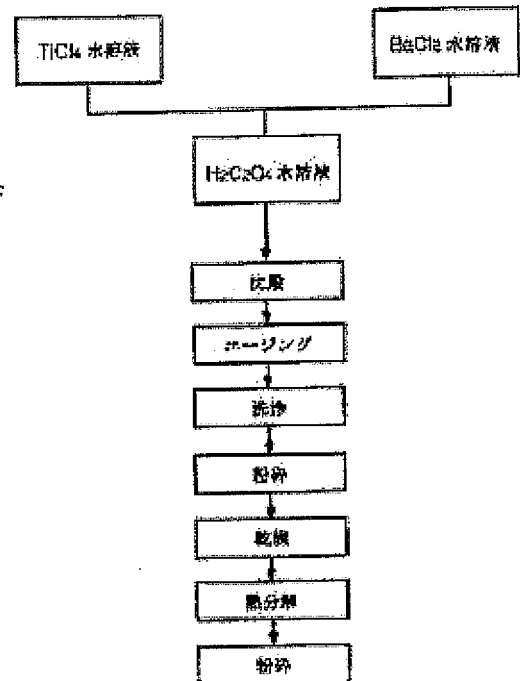 TiCl4 水溶液
BaCl2 水溶液
H2C2O4 水溶液
沈殿
エージング
洗浄
粉砕
乾燥
熱分解
粉砕